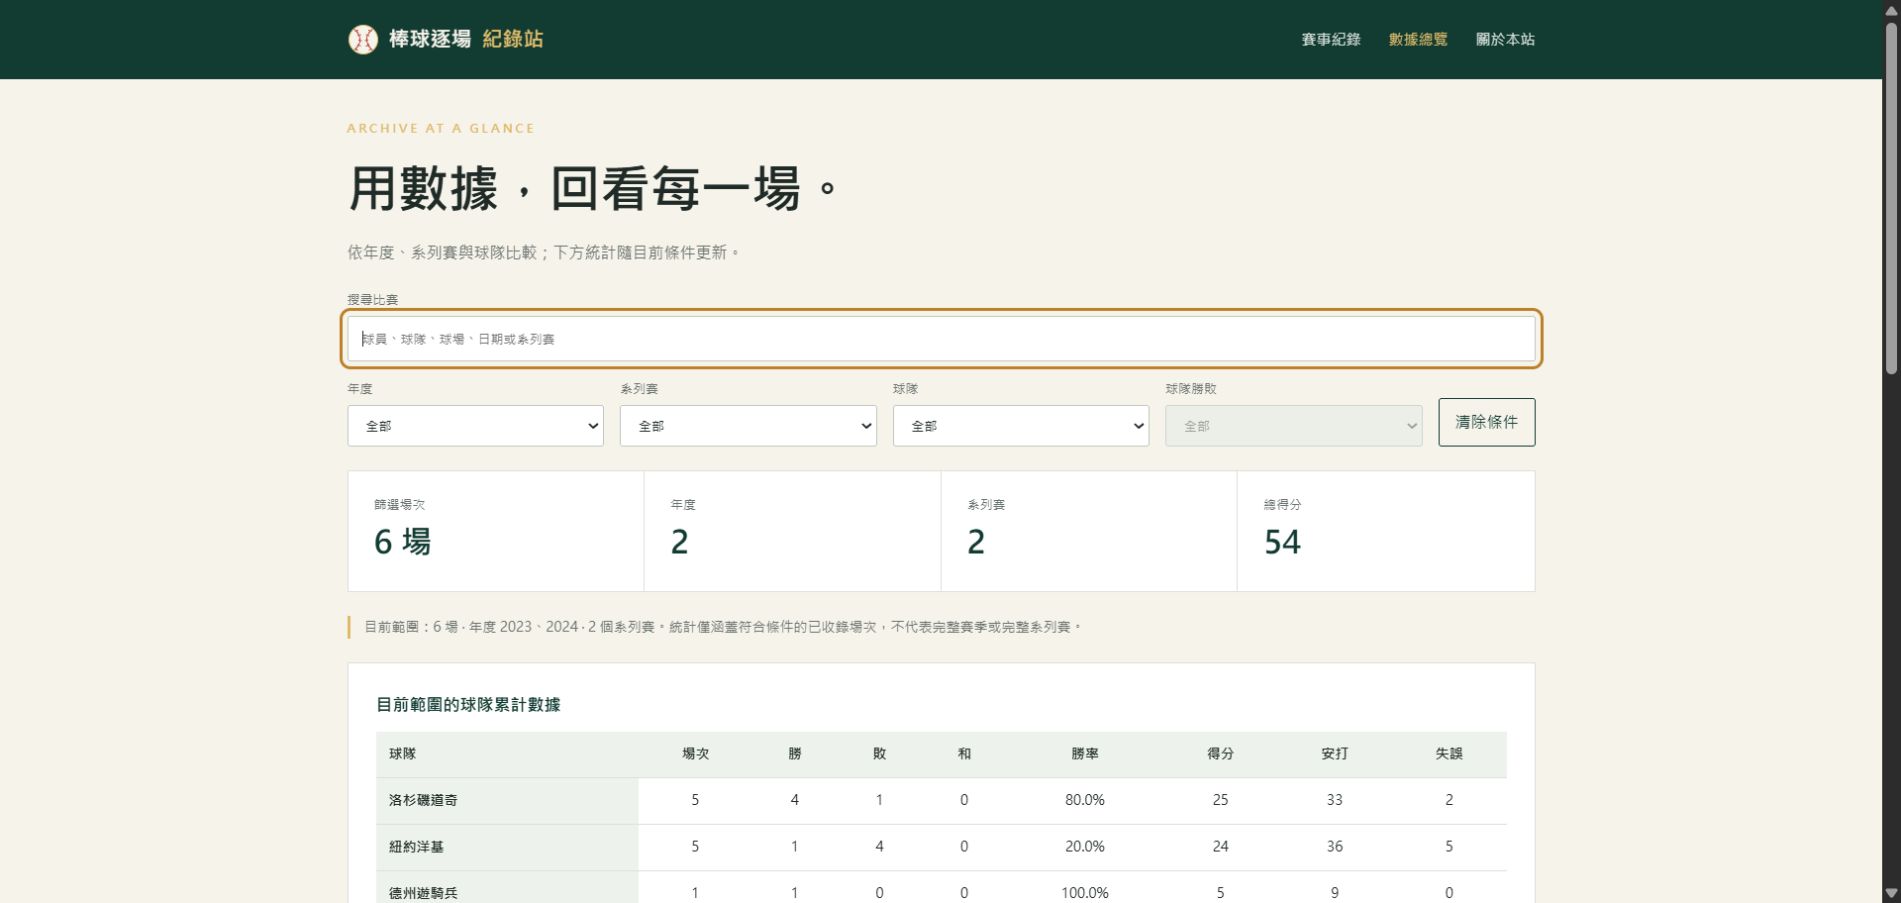 棒球逐場 紀錄站
賽事紀錄 數據總覽 關於本站
ARCHIVE AT A GLANCE
用數據，回看每一場。
依年度、系列賽與球隊比較；下方統計隨目前條件更新。
搜尋比賽
球員、球隊、球場、日期或系列賽
年度 系列賽 球隊 球隊勝敗
全部 全部 全部 全部 清除條件
篩選場次 年度 系列賽 總得分
6 場 2 2 54
目前範圍：6 場 · 年度 2023、2024 · 2 個系列賽。統計僅涵蓋符合條件的已收錄場次，不代表完整賽季或完整系列賽。
目前範圍的球隊累計數據
球隊 場次 勝 敗 和 勝率 得分 安打 失誤
洛杉磯道奇 5 4 1 0 80.0% 25 33 2
紐約洋基 5 1 4 0 20.0% 24 36 5
德州遊騎兵 1 1 0 0 100.0% 5 9 0